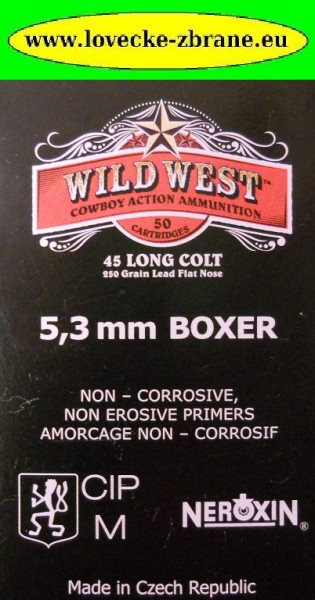 www.lovecke-zbrane.eu
WILD WEST™
COWBOY ACTION AMMUNITION
50
CARTRIDGES
45 LONG COLT
250 Grain Lead Flat Nose
5,3 mm BOXER
NON – CORROSIVE,
NON EROSIVE PRIMERS
AMORCAGE NON – CORROSIF
CIP
M
NEROXIN®
Made in Czech Republic